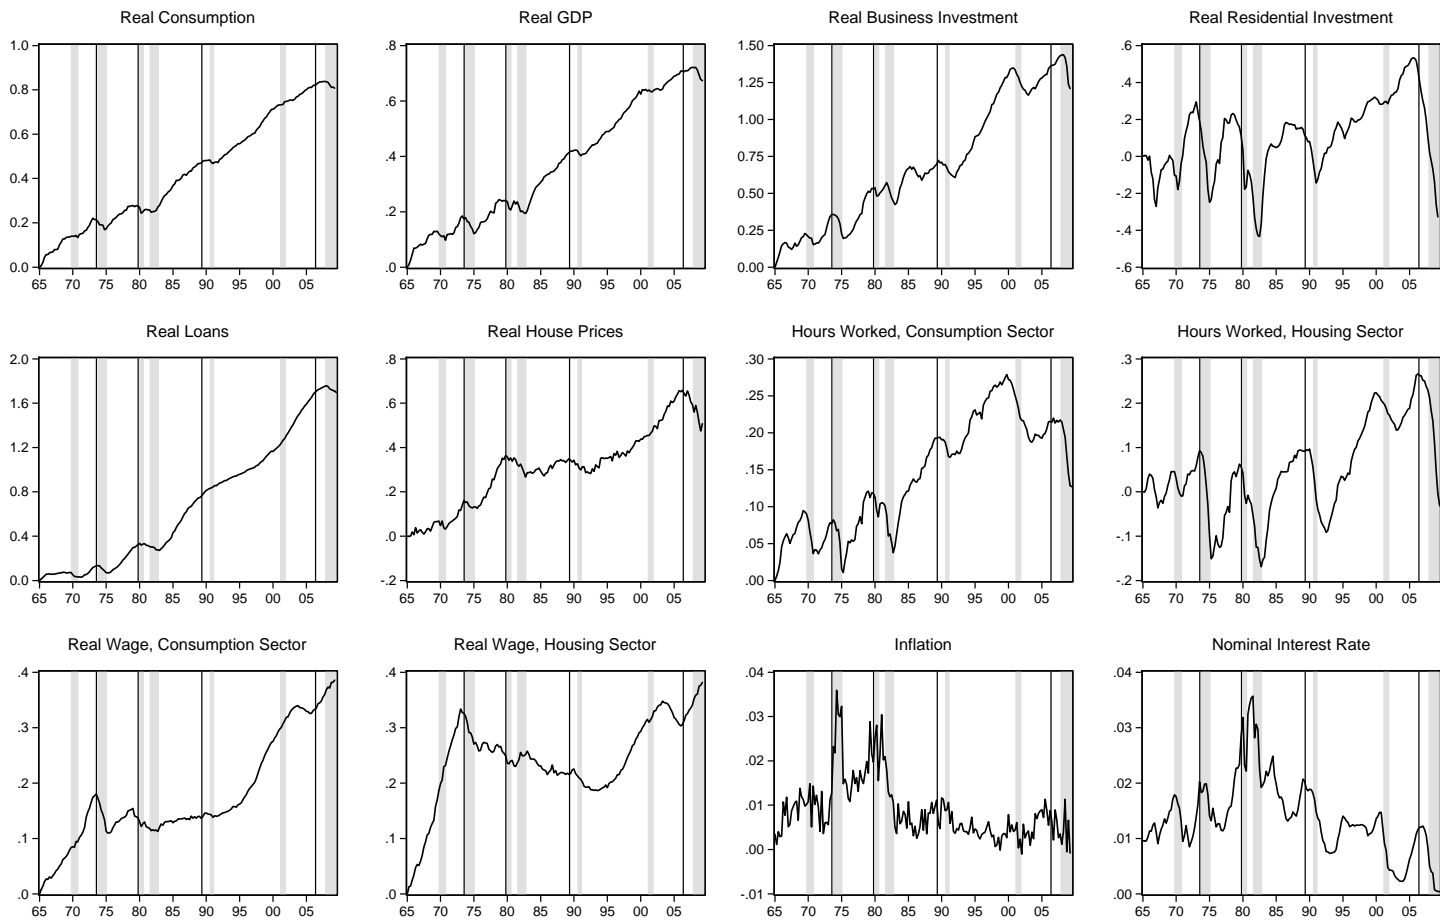 Real Consumption
1.0
0.8
0.6
0.4
0.2
0.0
65 70 75 80 85 90 95 00 05
Real GDP
.8
.6
.4
.2
.0
65 70 75 80 85 90 95 00 05
Real Business Investment
1.50
1.25
1.00
0.75
0.50
0.25
0.00
65 70 75 80 85 90 95 00 05
Real Residential Investment
.6
.4
.2
.0
-.2
-.4
-.6
65 70 75 80 85 90 95 00 05
Real Loans
2.0
1.6
1.2
0.8
0.4
0.0
65 70 75 80 85 90 95 00 05
Real House Prices
.8
.6
.4
.2
.0
-.2
65 70 75 80 85 90 95 00 05
Hours Worked, Consumption Sector
.30
.25
.20
.15
.10
.05
.00
65 70 75 80 85 90 95 00 05
Hours Worked, Housing Sector
.3
.2
.1
.0
-.1
-.2
65 70 75 80 85 90 95 00 05
Real Wage, Consumption Sector
.4
.3
.2
.1
.0
65 70 75 80 85 90 95 00 05
Real Wage, Housing Sector
.4
.3
.2
.1
.0
65 70 75 80 85 90 95 00 05
Inflation
.04
.03
.02
.01
.00
-.01
65 70 75 80 85 90 95 00 05
Nominal Interest Rate
.04
.03
.02
.01
.00
65 70 75 80 85 90 95 00 05